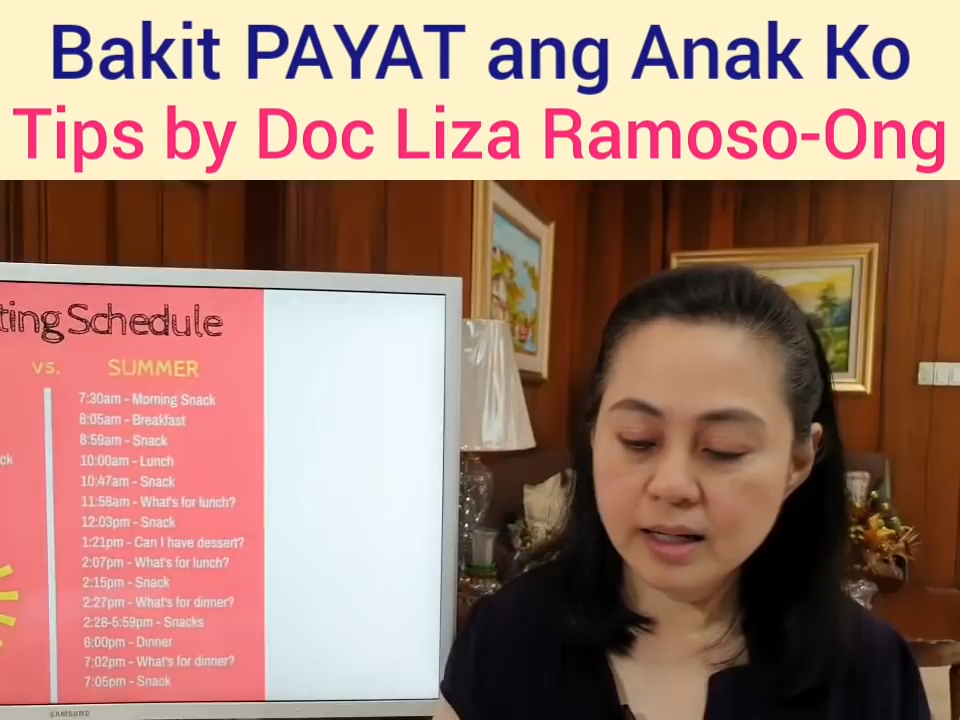 Bakit PAYAT ang Anak Ko
Tips by Doc Liza Ramoso-Ong
ting Schedule
vs. SUMMER
7:30am - Morning Snack
8:05am - Breakfast
8:59am - Snack
ck
10:00am - Lunch
10:47am - Snack
11:58am - What's for lunch?
12:03pm - Snack
1:21pm - Can I have dessert?
2:07pm - What's for lunch?
2:15pm - Snack
2:27pm - What's for dinner?
2:28-5:59pm - Snacks
6:00pm - Dinner
7:02pm - What's for dinner?
7:05pm - Snack
SAMSUNG